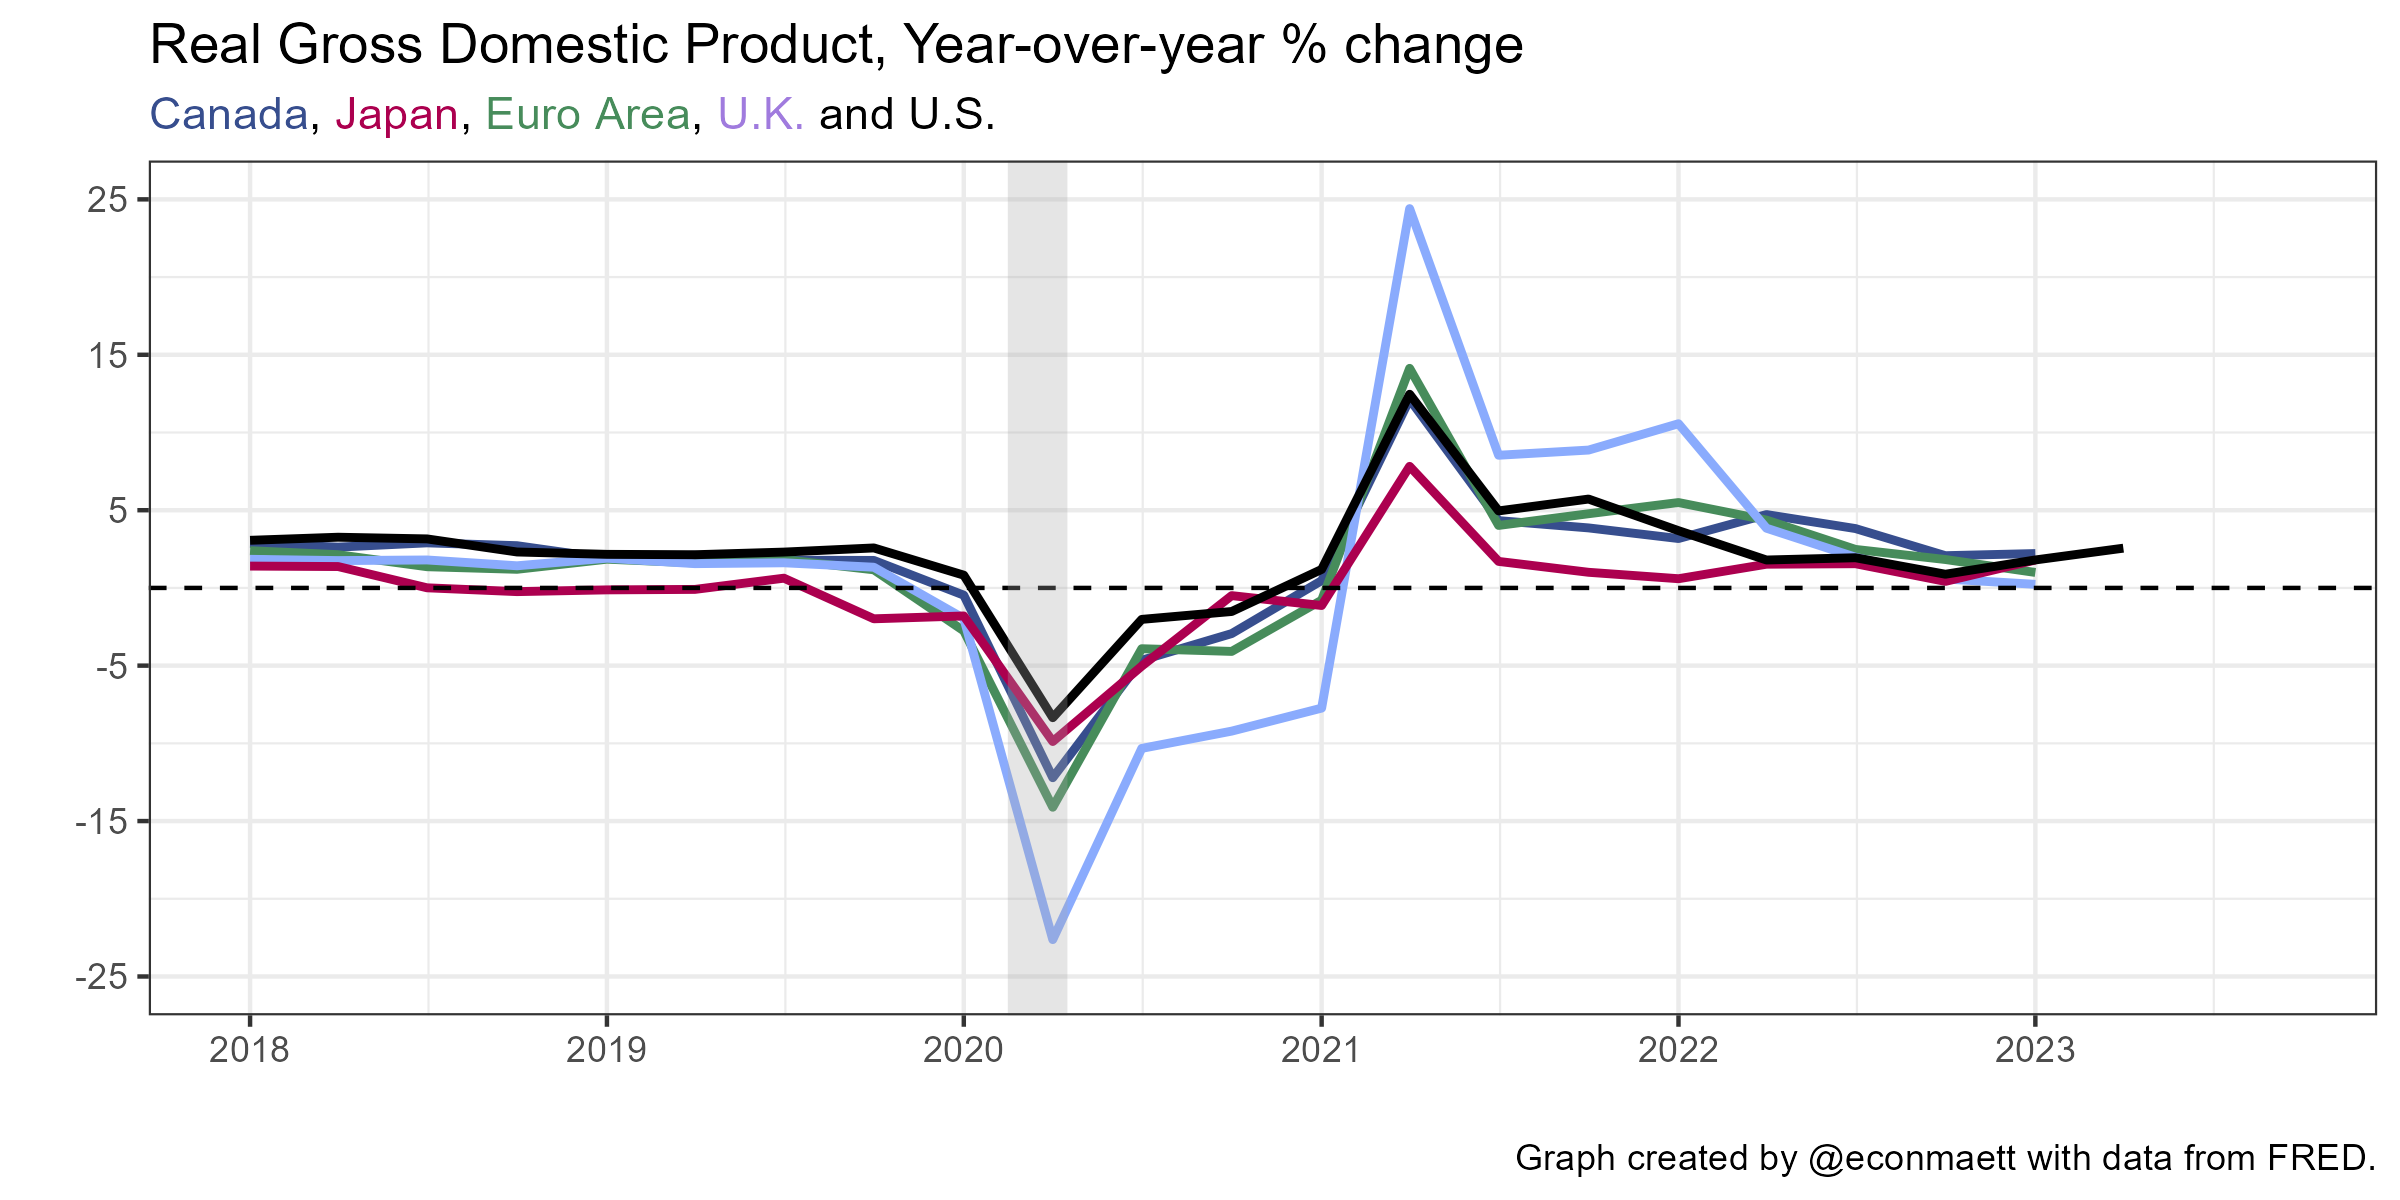 Real Gross Domestic Product, Year-over-year % change
Canada, Japan, Euro Area, U.K. and U.S.
25
15
5
-5
-15
-25
2018 2019 2020 2021 2022 2023
Graph created by @econmaett with data from FRED.